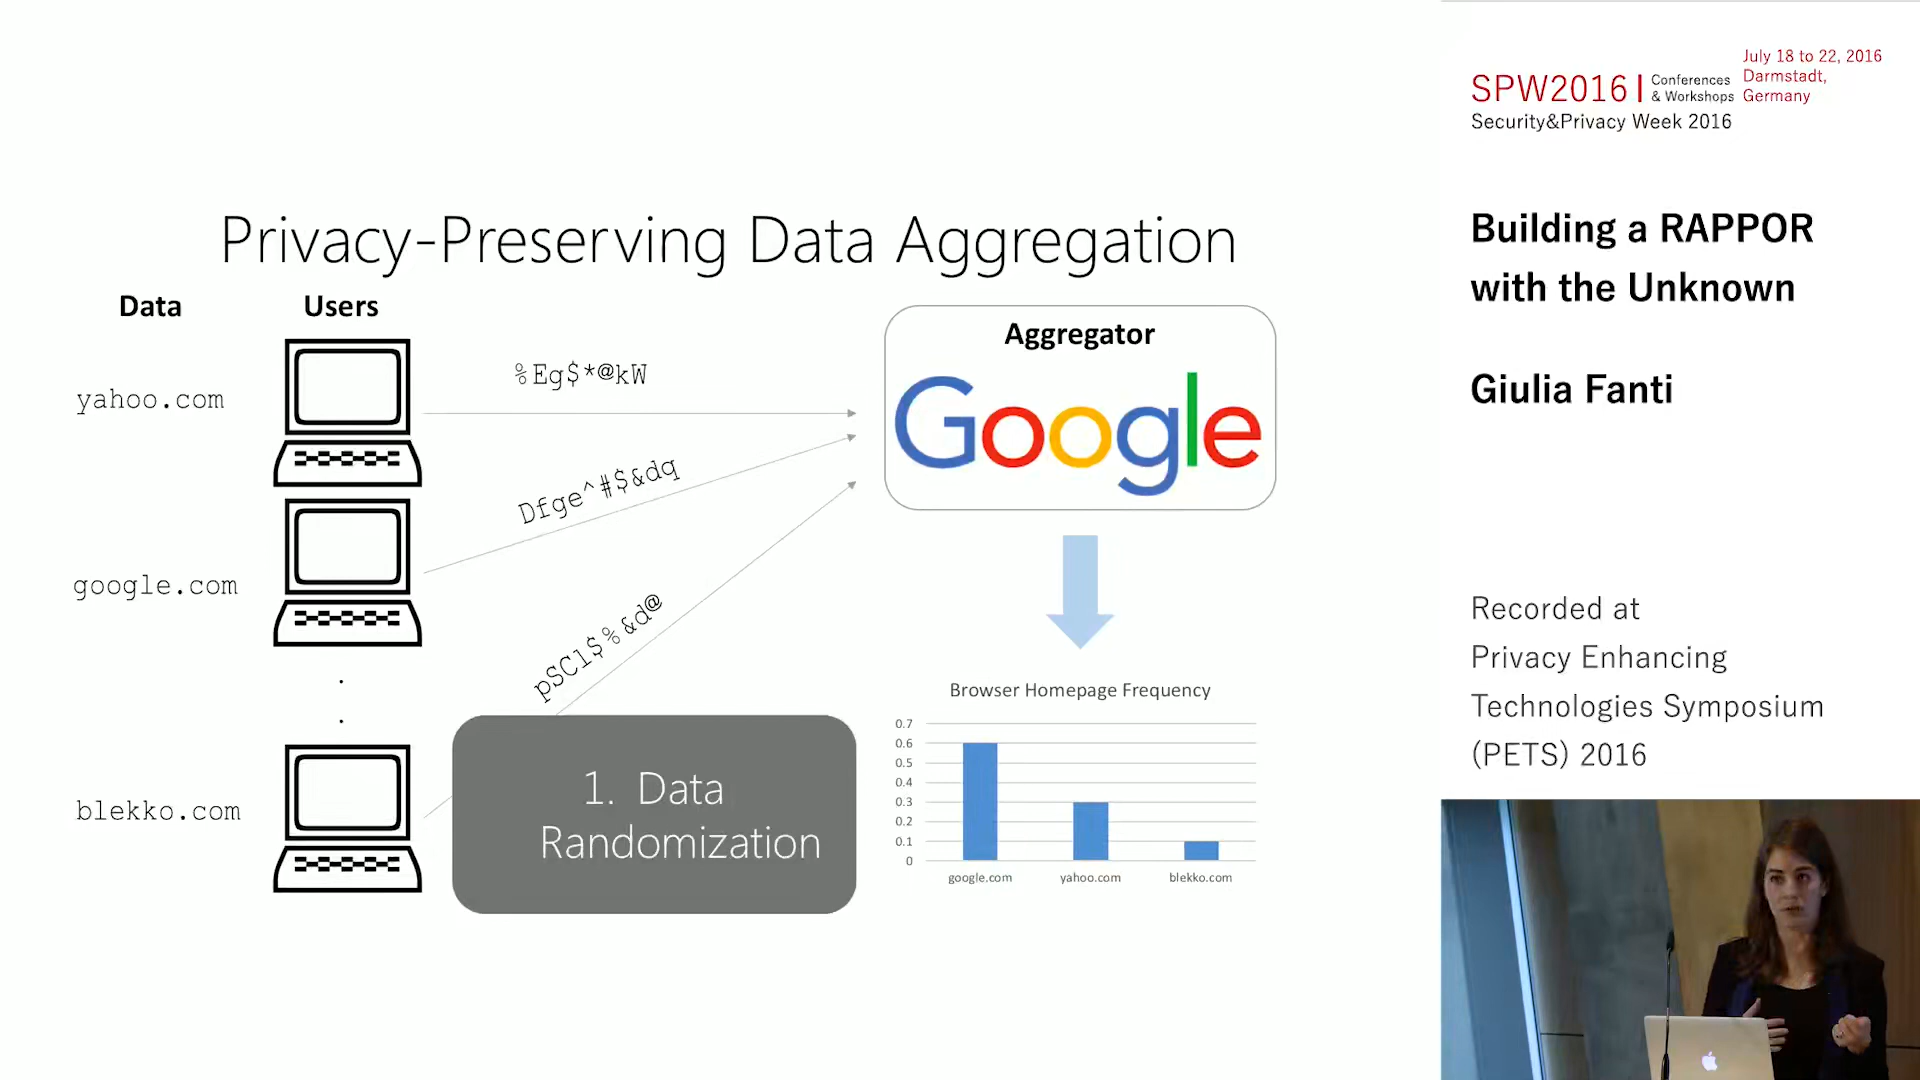 Privacy-Preserving Data Aggregation
Data
Users
yahoo.com
google.com
.
.
blekko.com
%Eg$*@kW
Dfge^#$&dq
pSCl$%&d@
1. Data
Randomization
Aggregator
Google
Browser Homepage Frequency
0.7
0.6
0.5
0.4
0.3
0.2
0.1
0
google.com yahoo.com blekko.com
SPW2016 | Conferences
& Workshops
Security&Privacy Week 2016
July 18 to 22, 2016
Darmstadt,
Germany
Building a RAPPOR
with the Unknown
Giulia Fanti
Recorded at
Privacy Enhancing
Technologies Symposium
(PETS) 2016